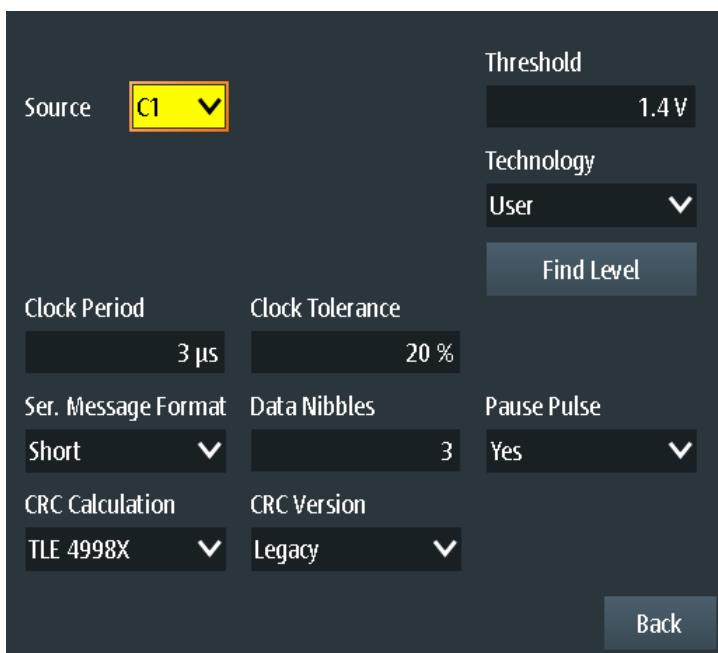 Threshold
Source C1 1.4 V
Technology
User
Find Level
Clock Period Clock Tolerance
3 µs 20 %
Ser. Message Format Data Nibbles Pause Pulse
Short 3 Yes
CRC Calculation CRC Version
TLE 4998X Legacy
Back